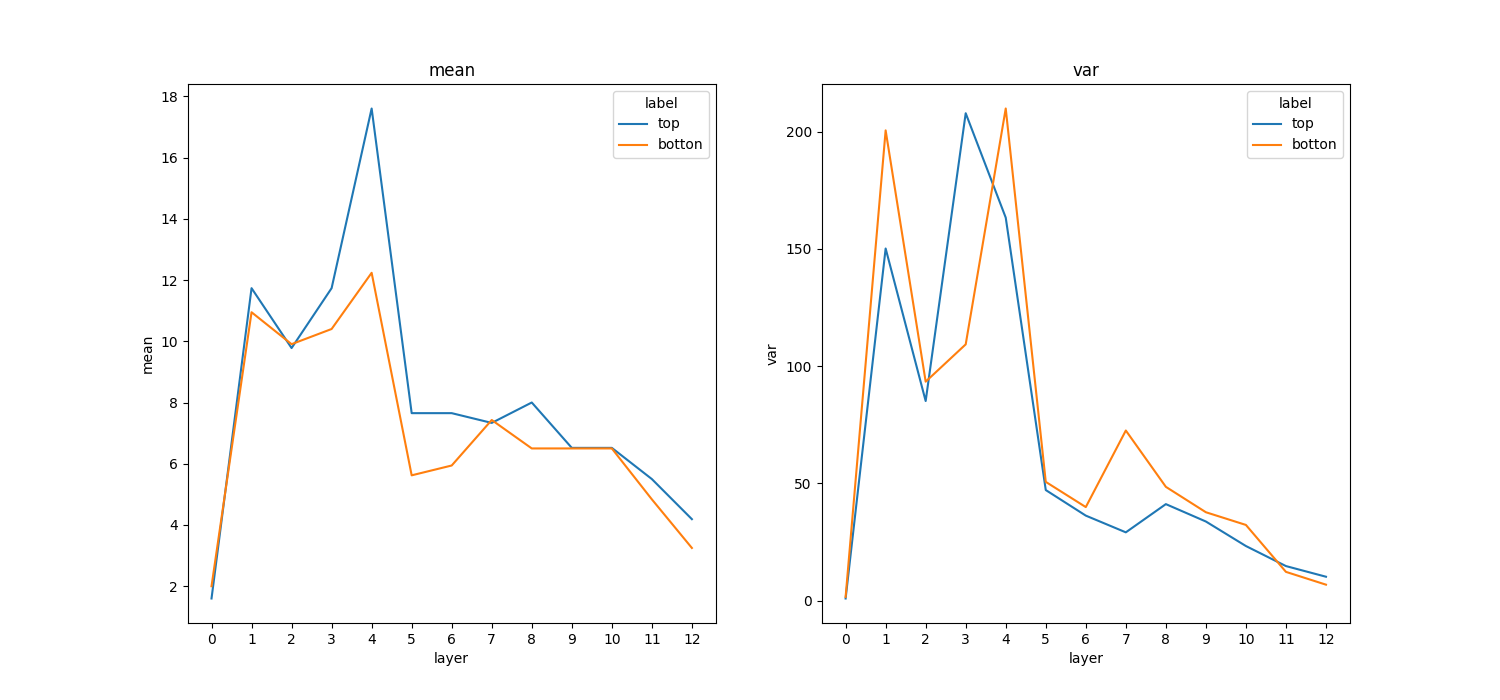 mean
18
16
14
12
10
8
6
4
2
mean
0 1 2 3 4 5 6 7 8 9 10 11 12
layer
label
top
botton
var
200
150
100
50
0
var
0 1 2 3 4 5 6 7 8 9 10 11 12
layer
label
top
botton